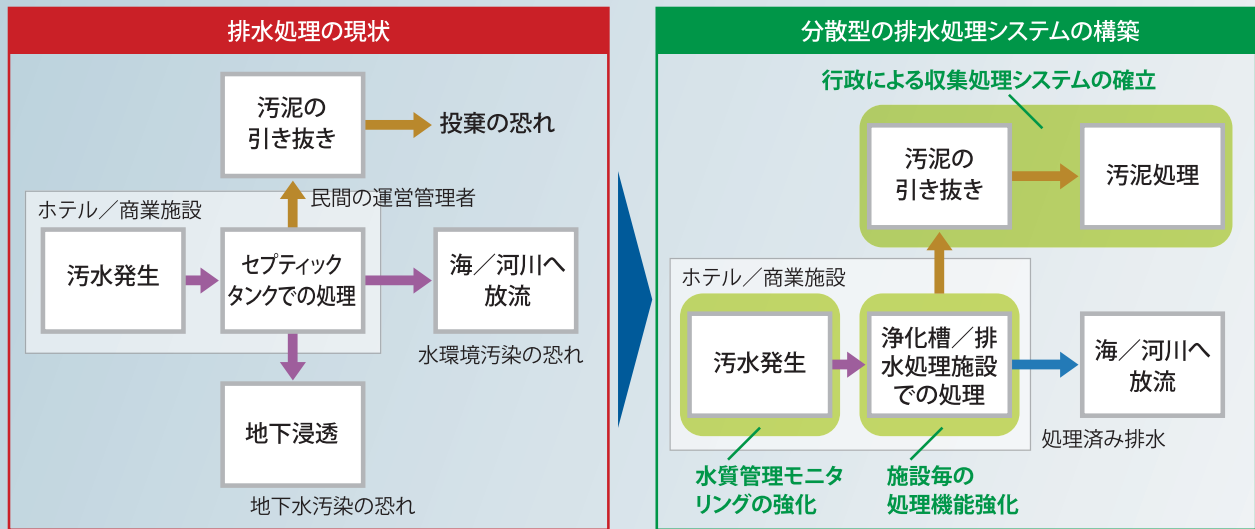 排水処理の現状
汚泥の
引き抜き
投棄の恐れ
民間の運営管理者
ホテル／商業施設
汚水発生
セプティック
タンクでの処理
海／河川へ
放流
水環境汚染の恐れ
地下浸透
地下水汚染の恐れ
分散型の排水処理システムの構築
行政による収集処理システムの確立
汚泥の
引き抜き
汚泥処理
ホテル／商業施設
汚水発生
浄化槽／排
水処理施設
での処理
海／河川へ
放流
処理済み排水
水質管理モニタ
リングの強化
施設毎の
処理機能強化